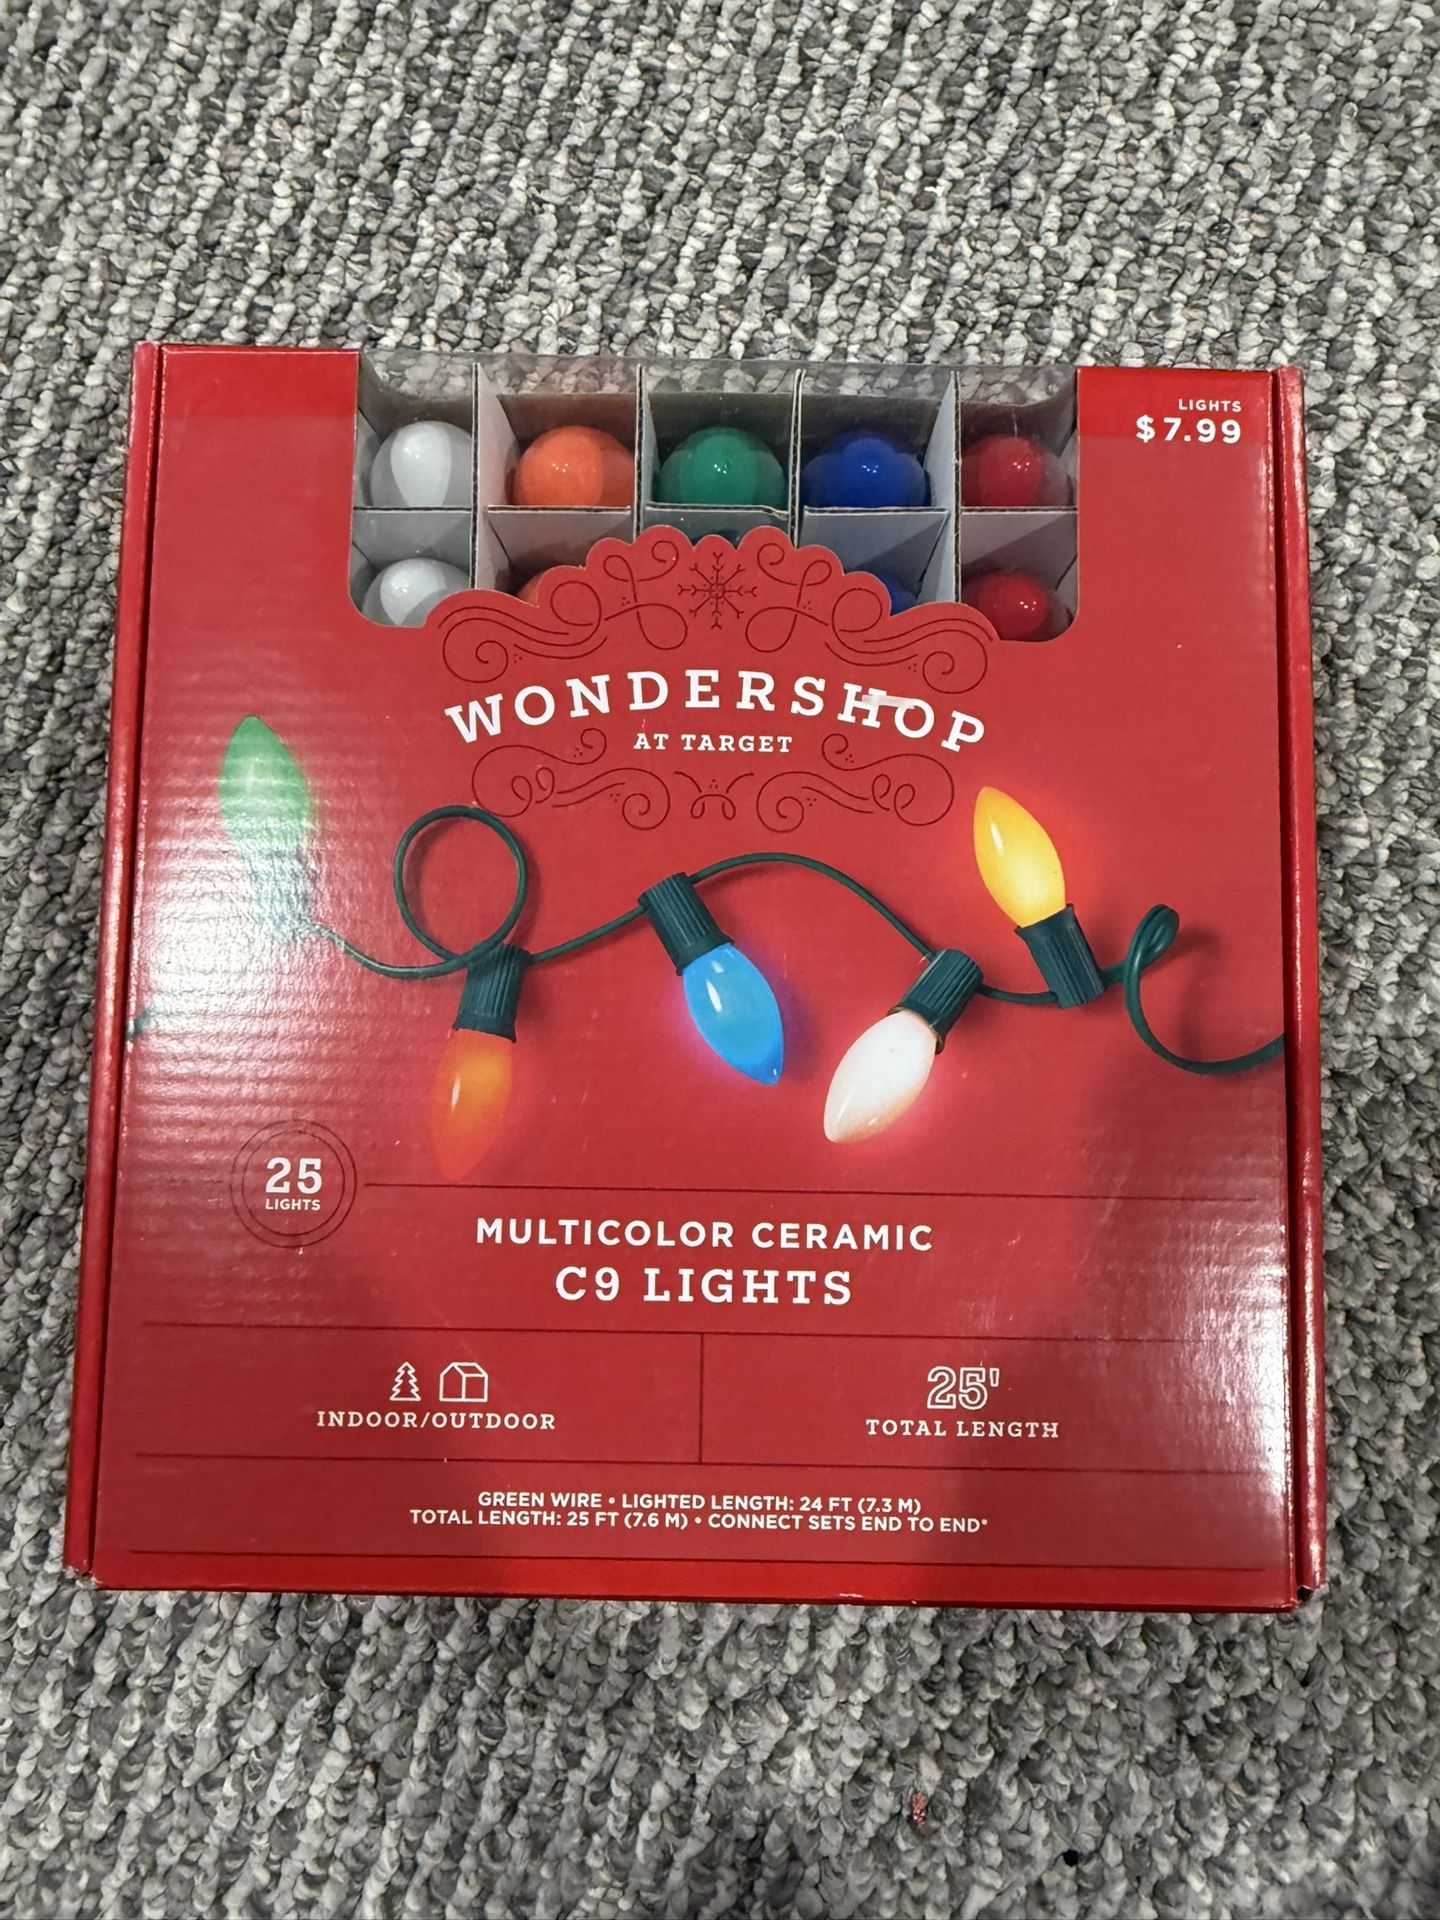 LIGHTS
$7.99
WONDERSHOP
AT TARGET
25
LIGHTS
MULTICOLOR CERAMIC
C9 LIGHTS
INDOOR/OUTDOOR
25'
TOTAL LENGTH
GREEN WIRE • LIGHTED LENGTH: 24 FT (7.3 M)
TOTAL LENGTH: 25 FT (7.6 M) • CONNECT SETS END TO END*